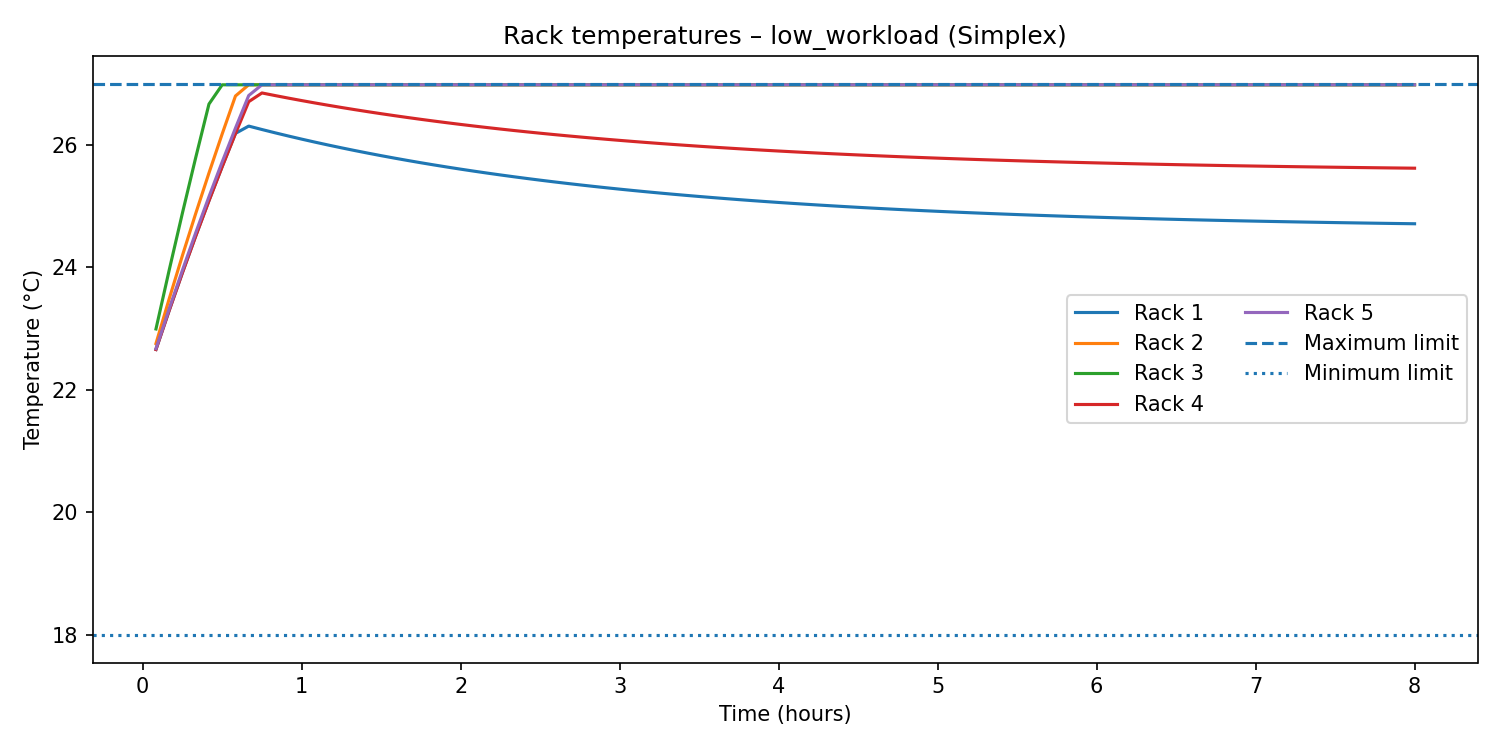 Rack temperatures – low_workload (Simplex)
Temperature (°C)
26
24
22
20
18
Rack 1
Rack 2
Rack 3
Rack 4
Rack 5
Maximum limit
Minimum limit
0 1 2 3 4 5 6 7 8
Time (hours)